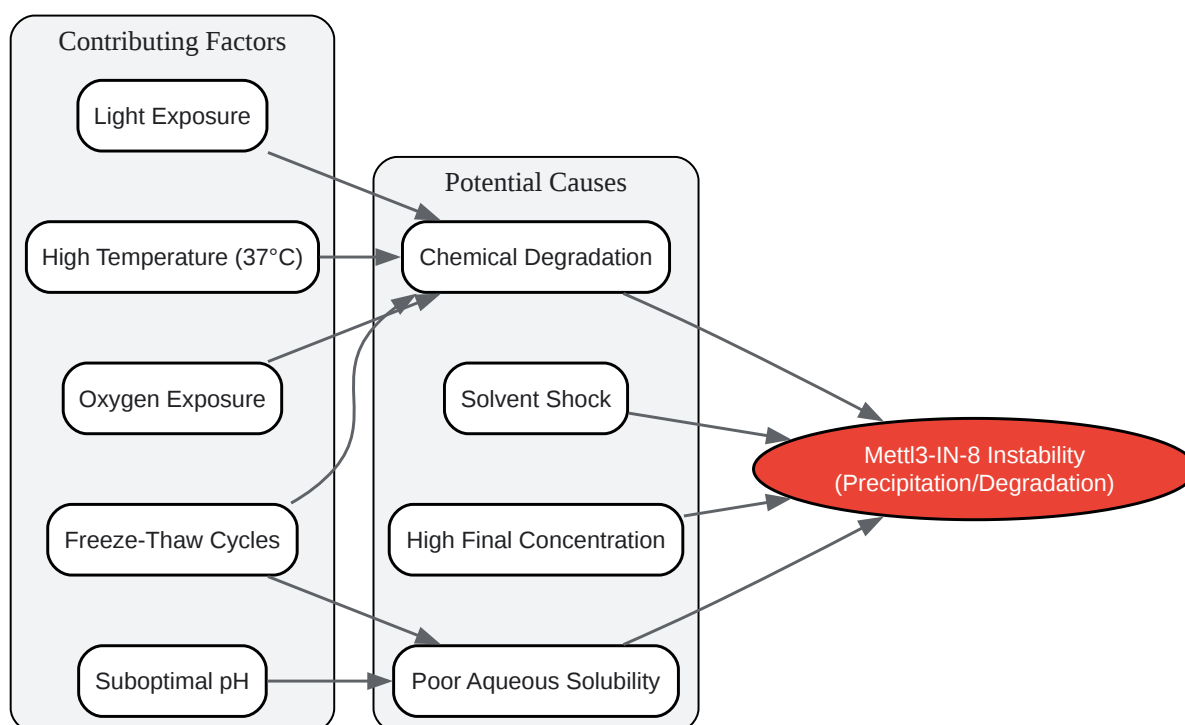 Contributing Factors
Light Exposure
High Temperature (37°C)
Oxygen Exposure
Freeze-Thaw Cycles
Suboptimal pH
Potential Causes
Chemical Degradation
Solvent Shock
High Final Concentration
Poor Aqueous Solubility
Mettl3-IN-8 Instability
(Precipitation/Degradation)